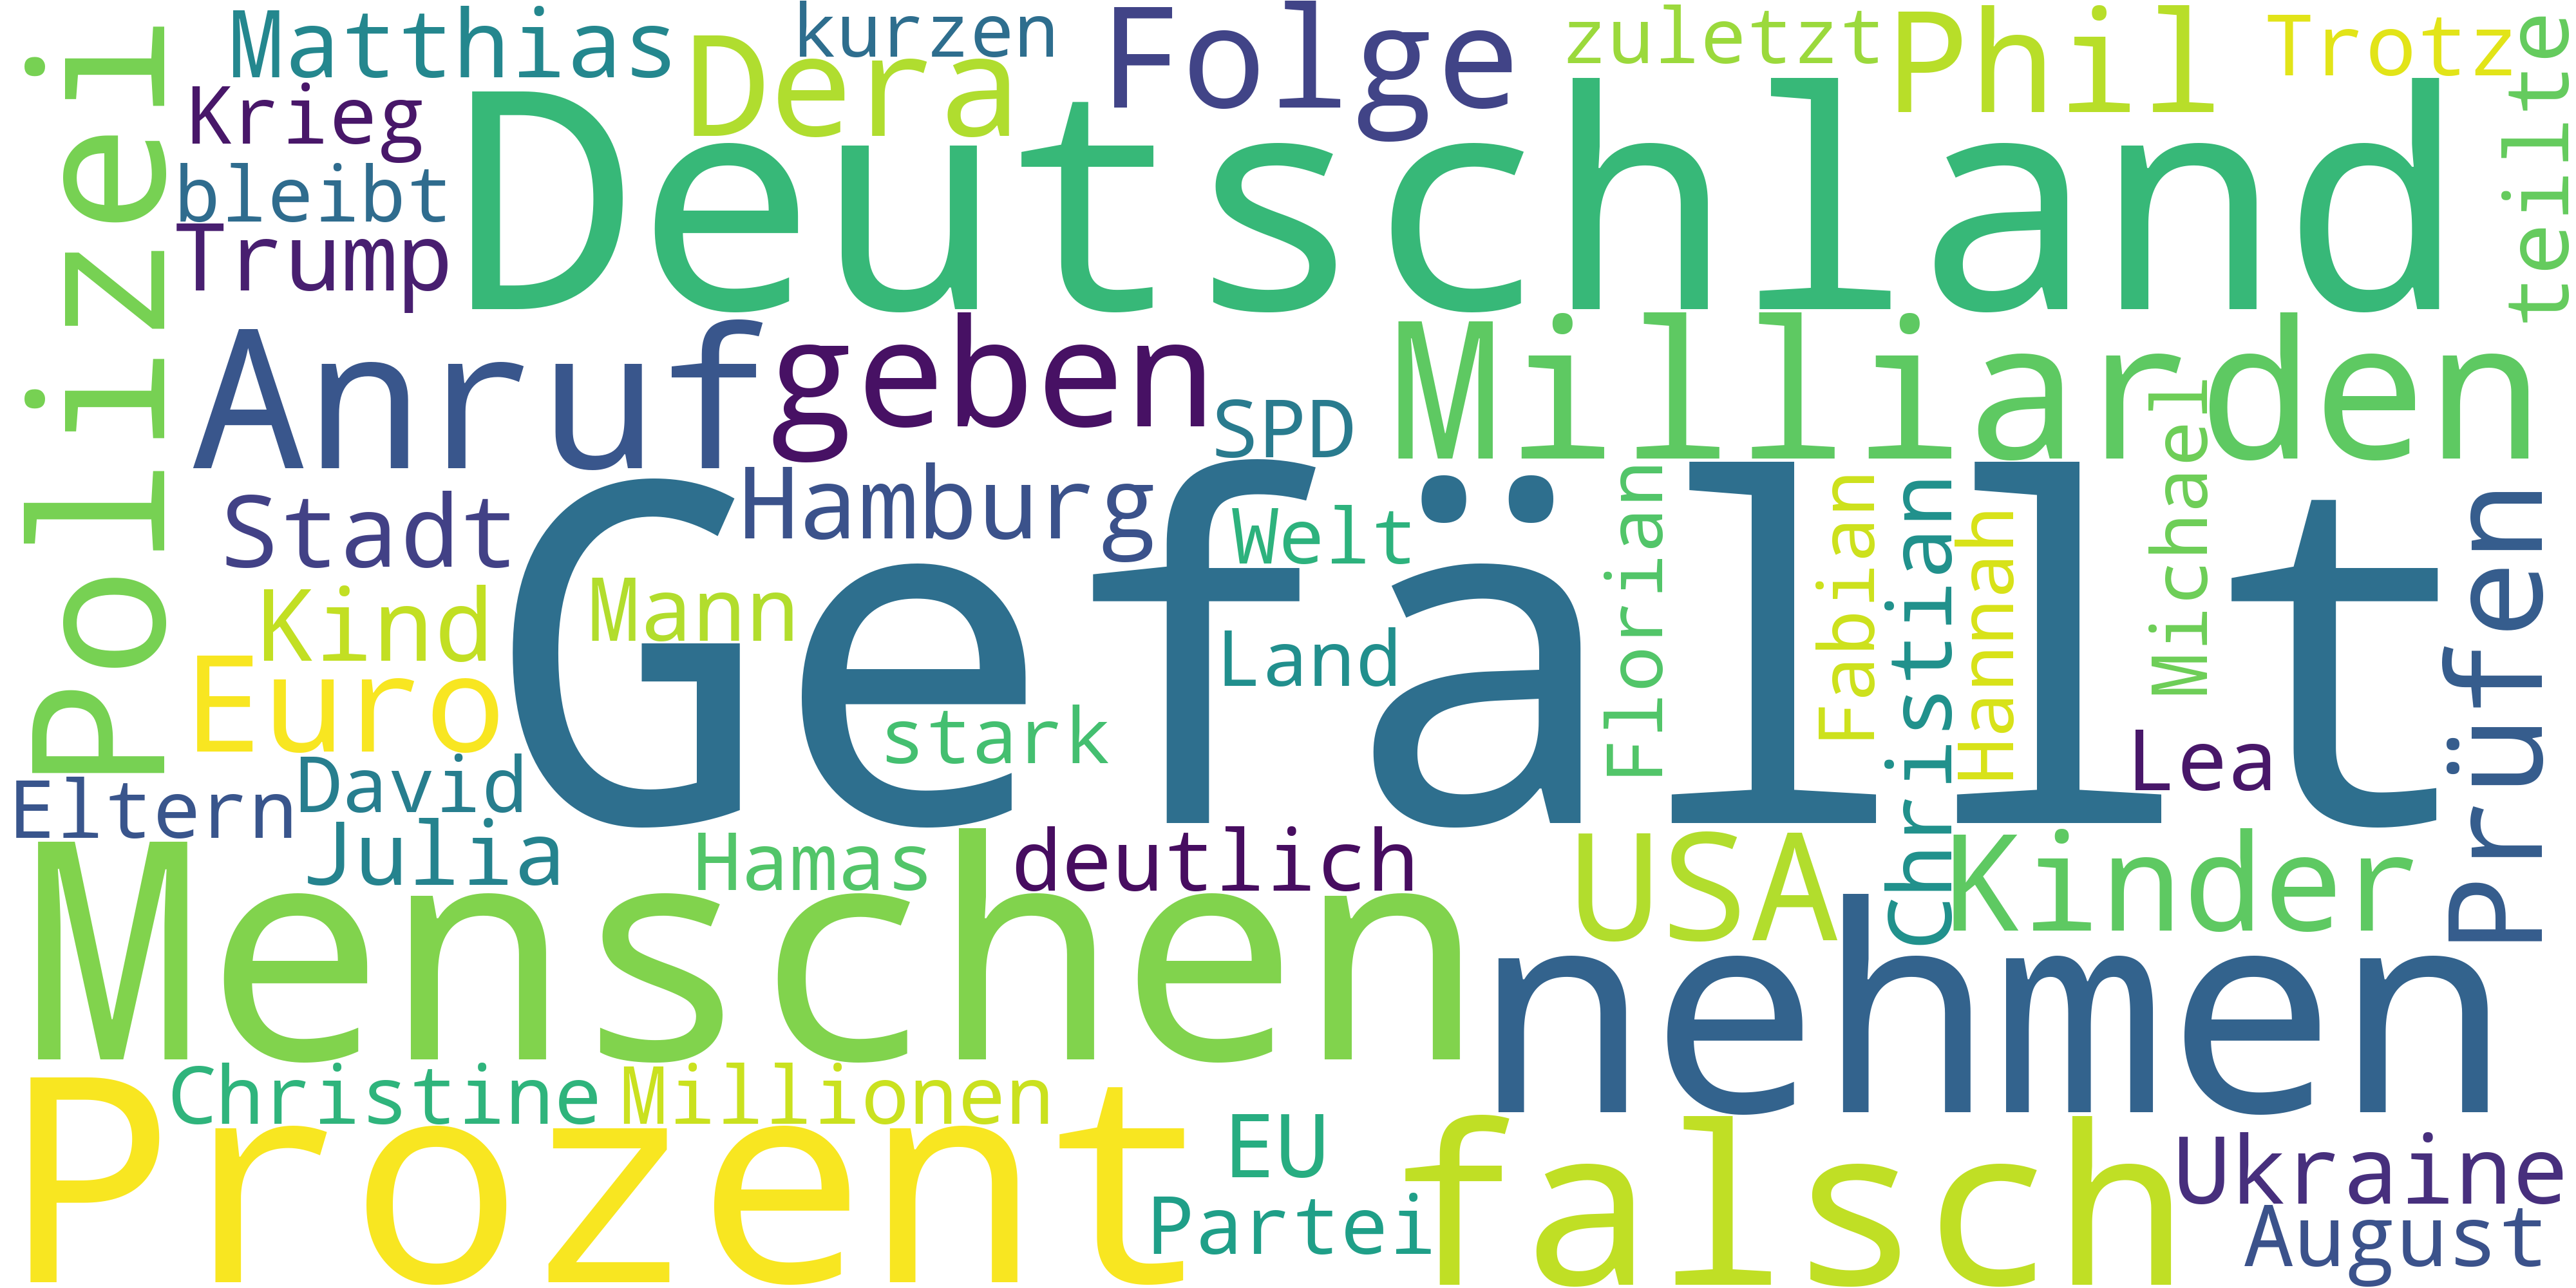 Matthias
kurzen
Dera
Folge
zuletzt
Phil
Trotz
teilte
Polizei
Krieg
bleibt
Trump
Deutschland
Anruf
geben
SPD
Milliarden
Michael
Stadt
Hamburg
Welt
Gefällt
Florian
Fabian
Christian
Hannah
Prüfen
Kind
Mann
Euro
Land
stark
Lea
David
Eltern
Julia
Hamas
deutlich
USA
Kinder
Menschen
nehmen
Christine
Millionen
Prozent
EU
falsch
Ukraine
Partei
August